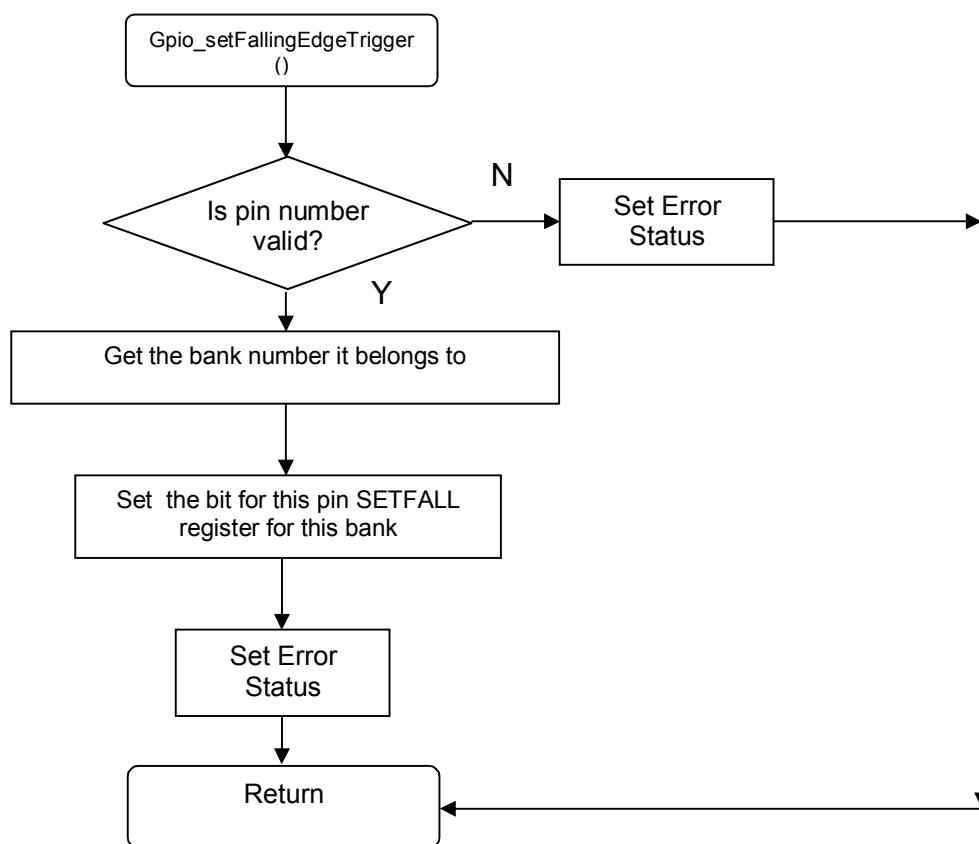 Gpio_setFallingEdgeTrigger
()
N
Is pin number
valid?
Set Error
Status
Y
Get the bank number it belongs to
Set the bit for this pin SETFALL
register for this bank
Set Error
Status
Return